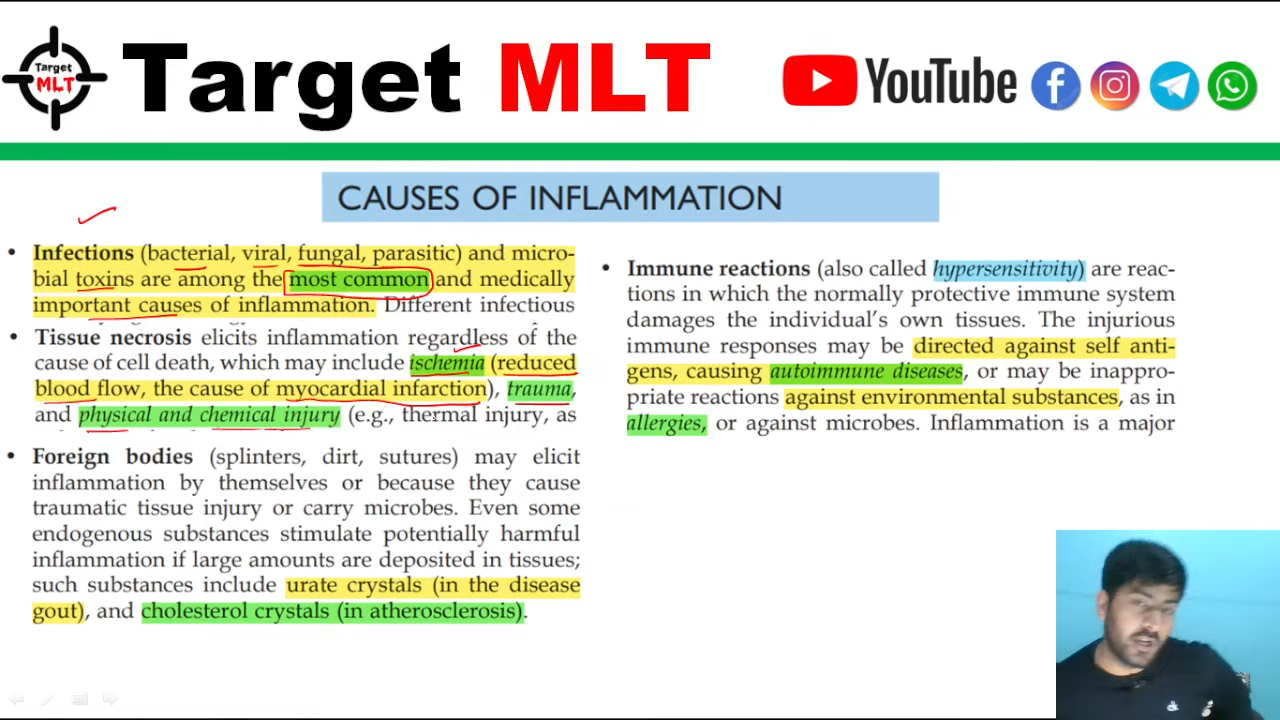 Target
MLT
Target MLT
YouTube
CAUSES OF INFLAMMATION
• Infections (bacterial, viral, fungal, parasitic) and micro-
bial toxins are among the most common and medically
important causes of inflammation. Different infectious
• Tissue necrosis elicits inflammation regardless of the
cause of cell death, which may include ischemia (reduced
blood flow, the cause of myocardial infarction), trauma,
and physical and chemical injury (e.g., thermal injury, as
• Foreign bodies (splinters, dirt, sutures) may elicit
inflammation by themselves or because they cause
traumatic tissue injury or carry microbes. Even some
endogenous substances stimulate potentially harmful
inflammation if large amounts are deposited in tissues;
such substances include urate crystals (in the disease
gout), and cholesterol crystals (in atherosclerosis).
• Immune reactions (also called hypersensitivity) are reac-
tions in which the normally protective immune system
damages the individual's own tissues. The injurious
immune responses may be directed against self anti-
gens, causing autoimmune diseases, or may be inappro-
priate reactions against environmental substances, as in
allergies, or against microbes. Inflammation is a major